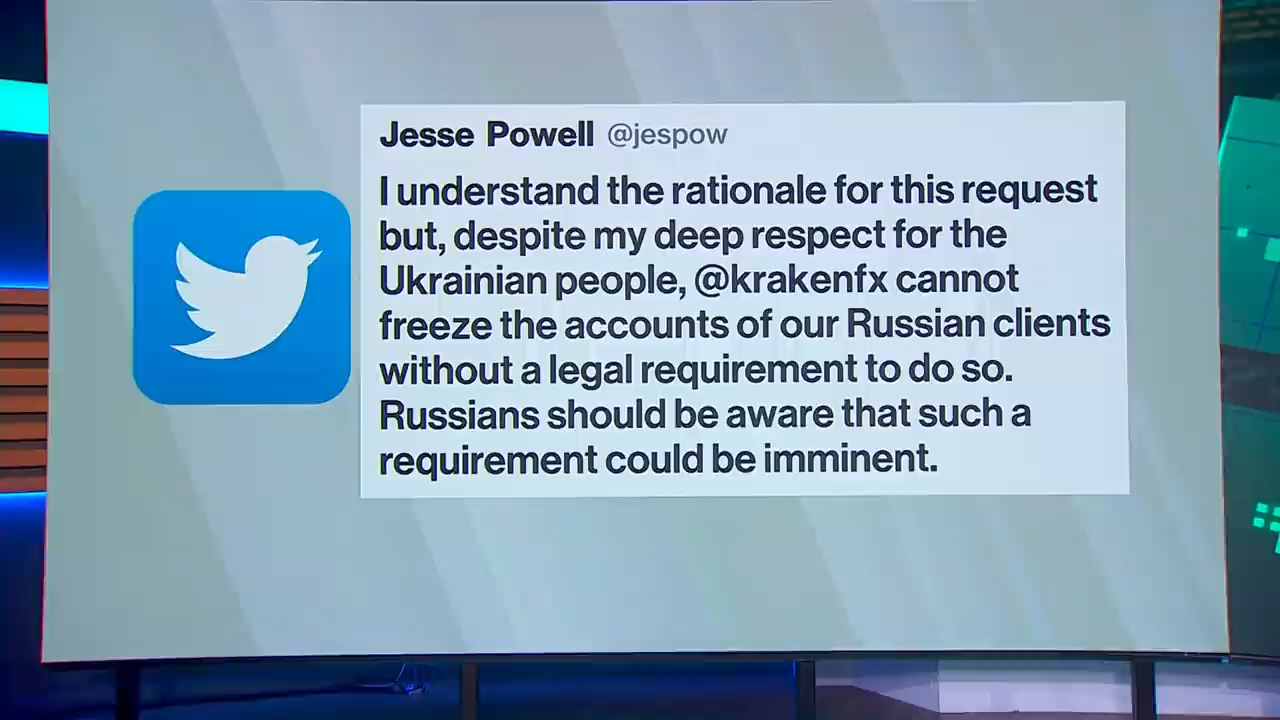 Jesse Powell @jespow
I understand the rationale for this request
but, despite my deep respect for the
Ukrainian people, @krakenfx cannot
freeze the accounts of our Russian clients
without a legal requirement to do so.
Russians should be aware that such a
requirement could be imminent.